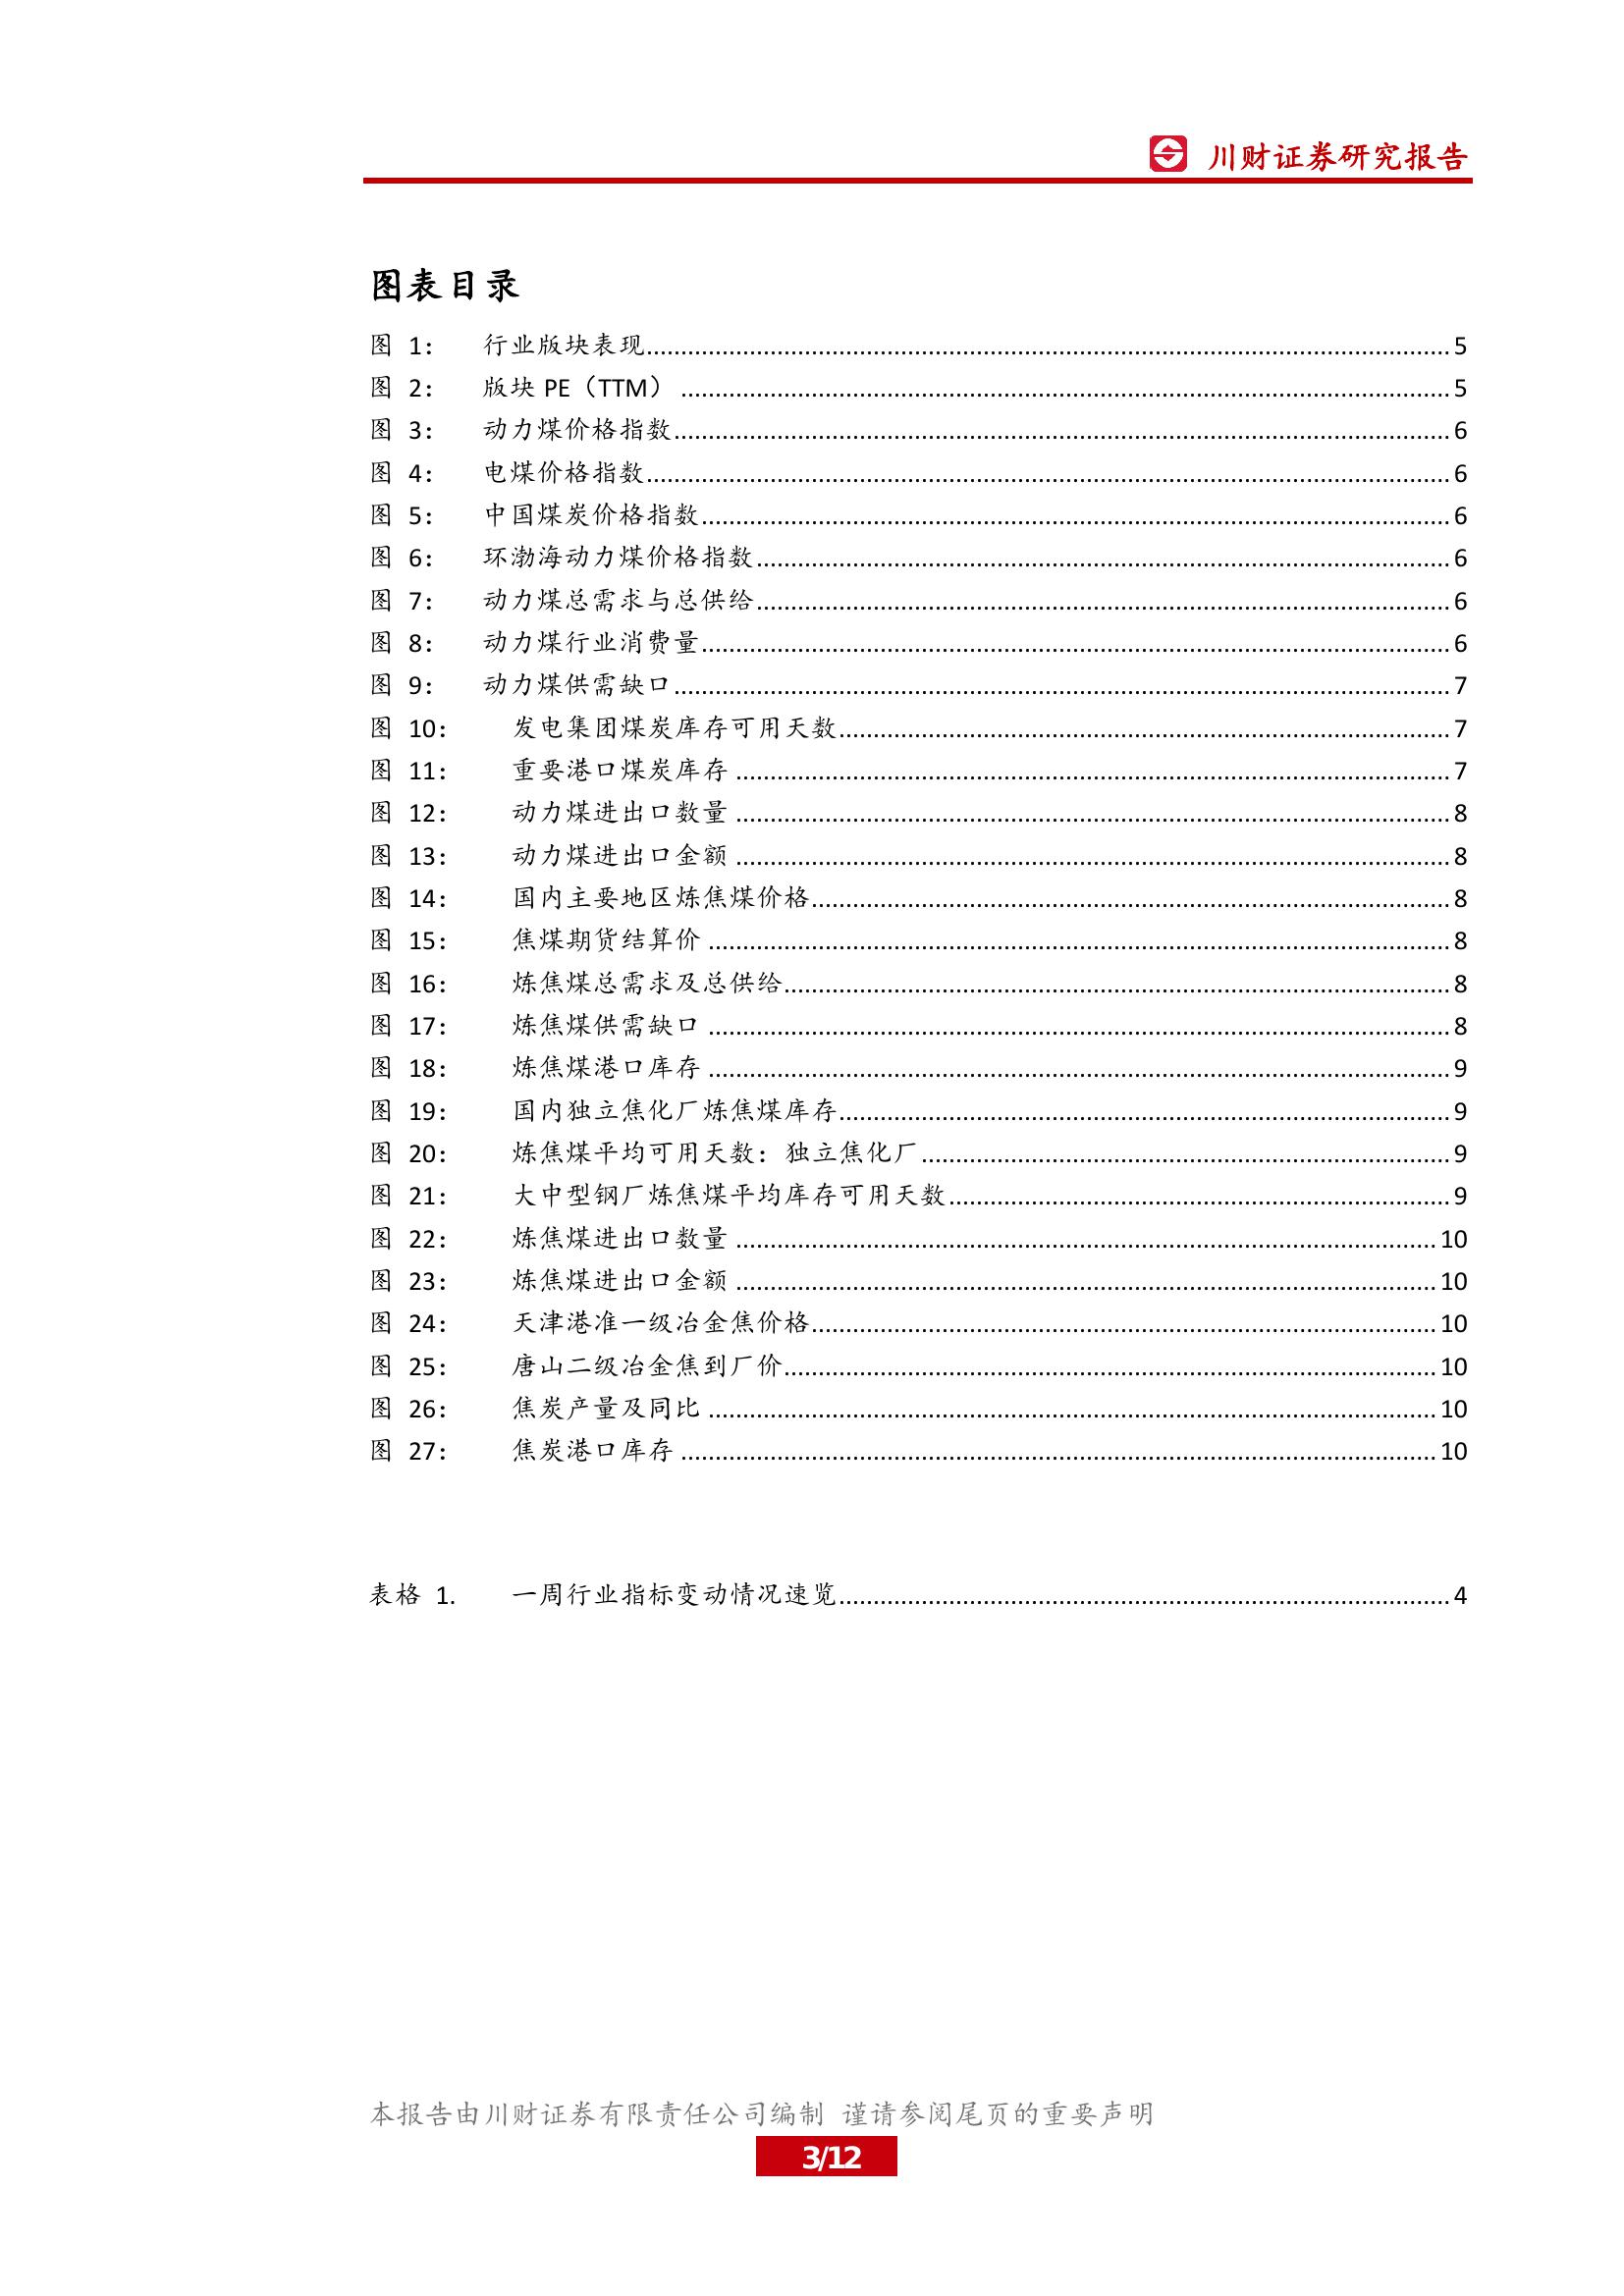 川财证券研究报告
图表目录
图 1： 行业版块表现 5
图 2： 版块 PE（TTM） 5
图 3： 动力煤价格指数 6
图 4： 电煤价格指数 6
图 5： 中国煤炭价格指数 6
图 6： 环渤海动力煤价格指数 6
图 7： 动力煤总需求与总供给 6
图 8： 动力煤行业消费量 6
图 9： 动力煤供需缺口 7
图 10： 发电集团煤炭库存可用天数 7
图 11： 重要港口煤炭库存 7
图 12： 动力煤进出口数量 8
图 13： 动力煤进出口金额 8
图 14： 国内主要地区炼焦煤价格 8
图 15： 焦煤期货结算价 8
图 16： 炼焦煤总需求及总供给 8
图 17： 炼焦煤供需缺口 8
图 18： 炼焦煤港口库存 9
图 19： 国内独立焦化厂炼焦煤库存 9
图 20： 炼焦煤平均可用天数：独立焦化厂 9
图 21： 大中型钢厂炼焦煤平均库存可用天数 9
图 22： 炼焦煤进出口数量 10
图 23： 炼焦煤进出口金额 10
图 24： 天津港准一级冶金焦价格 10
图 25： 唐山二级冶金焦到厂价 10
图 26： 焦炭产量及同比 10
图 27： 焦炭港口库存 10
表格 1. 一周行业指标变动情况速览 4
本报告由川财证券有限责任公司编制 谨请参阅尾页的重要声明
3/12